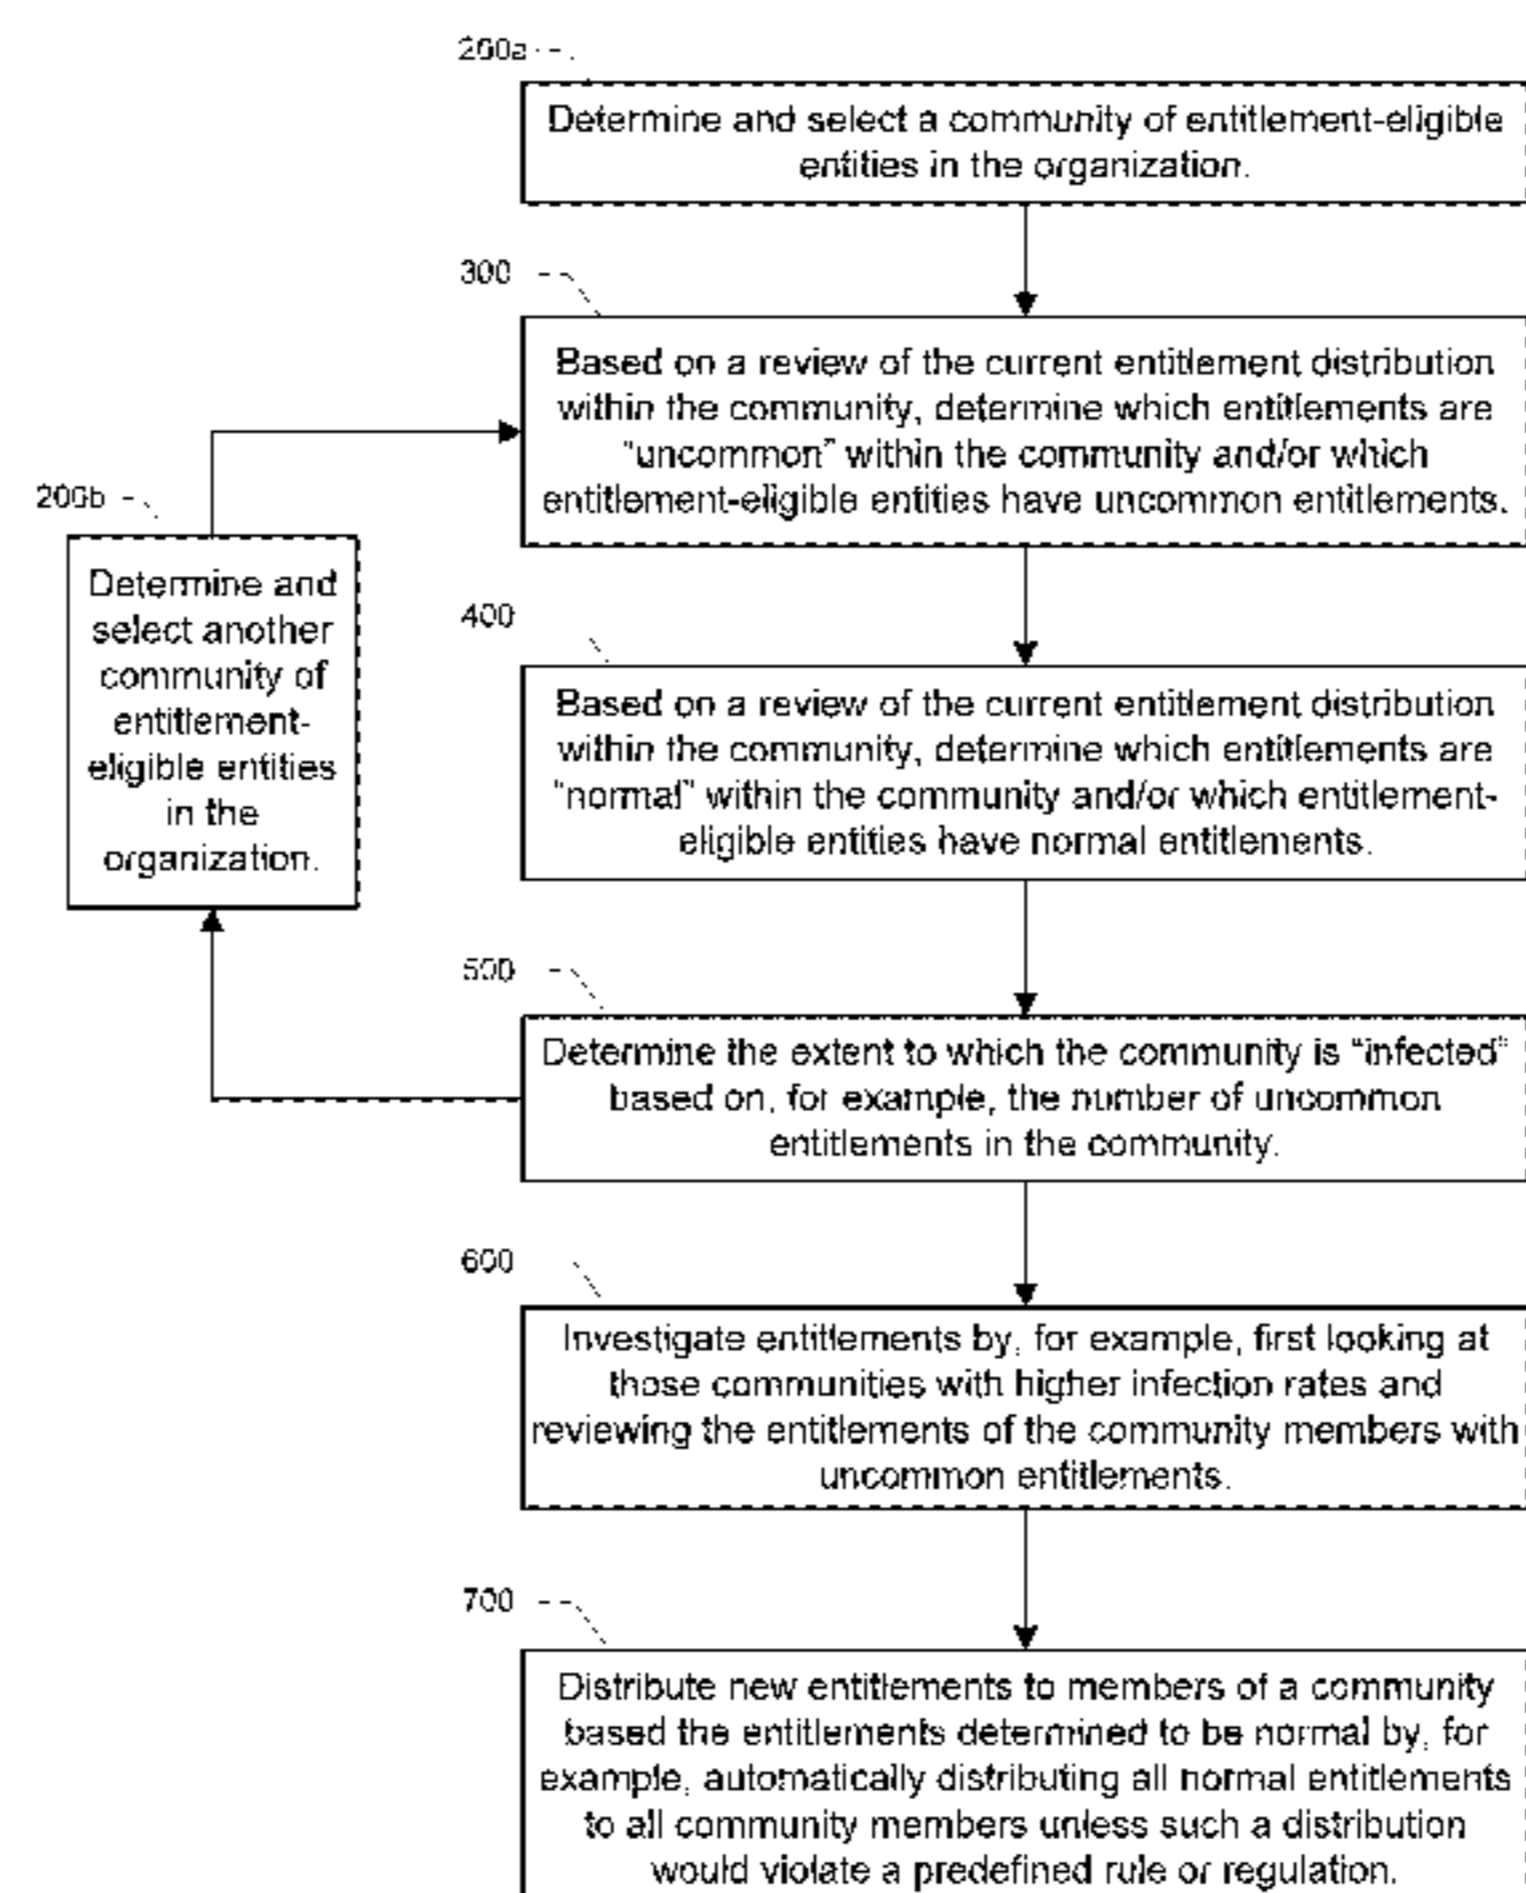 200a
Determine and select a community of entitlement-eligible
entities in the organization.
300
Based on a review of the current entitlement distribution
within the community, determine which entitlements are
"uncommon" within the community and/or which
entitlement-eligible entities have uncommon entitlements.
200b
Determine and
select another
community of
entitlement-
eligible entities
in the
organization.
400
Based on a review of the current entitlement distribution
within the community, determine which entitlements are
"normal" within the community and/or which entitlement-
eligible entities have normal entitlements.
500
Determine the extent to which the community is "infected"
based on, for example, the number of uncommon
entitlements in the community.
600
Investigate entitlements by, for example, first looking at
those communities with higher infection rates and
reviewing the entitlements of the community members with
uncommon entitlements.
700
Distribute new entitlements to members of a community
based the entitlements determined to be normal by, for
example, automatically distributing all normal entitlements
to all community members unless such a distribution
would violate a predefined rule or regulation.